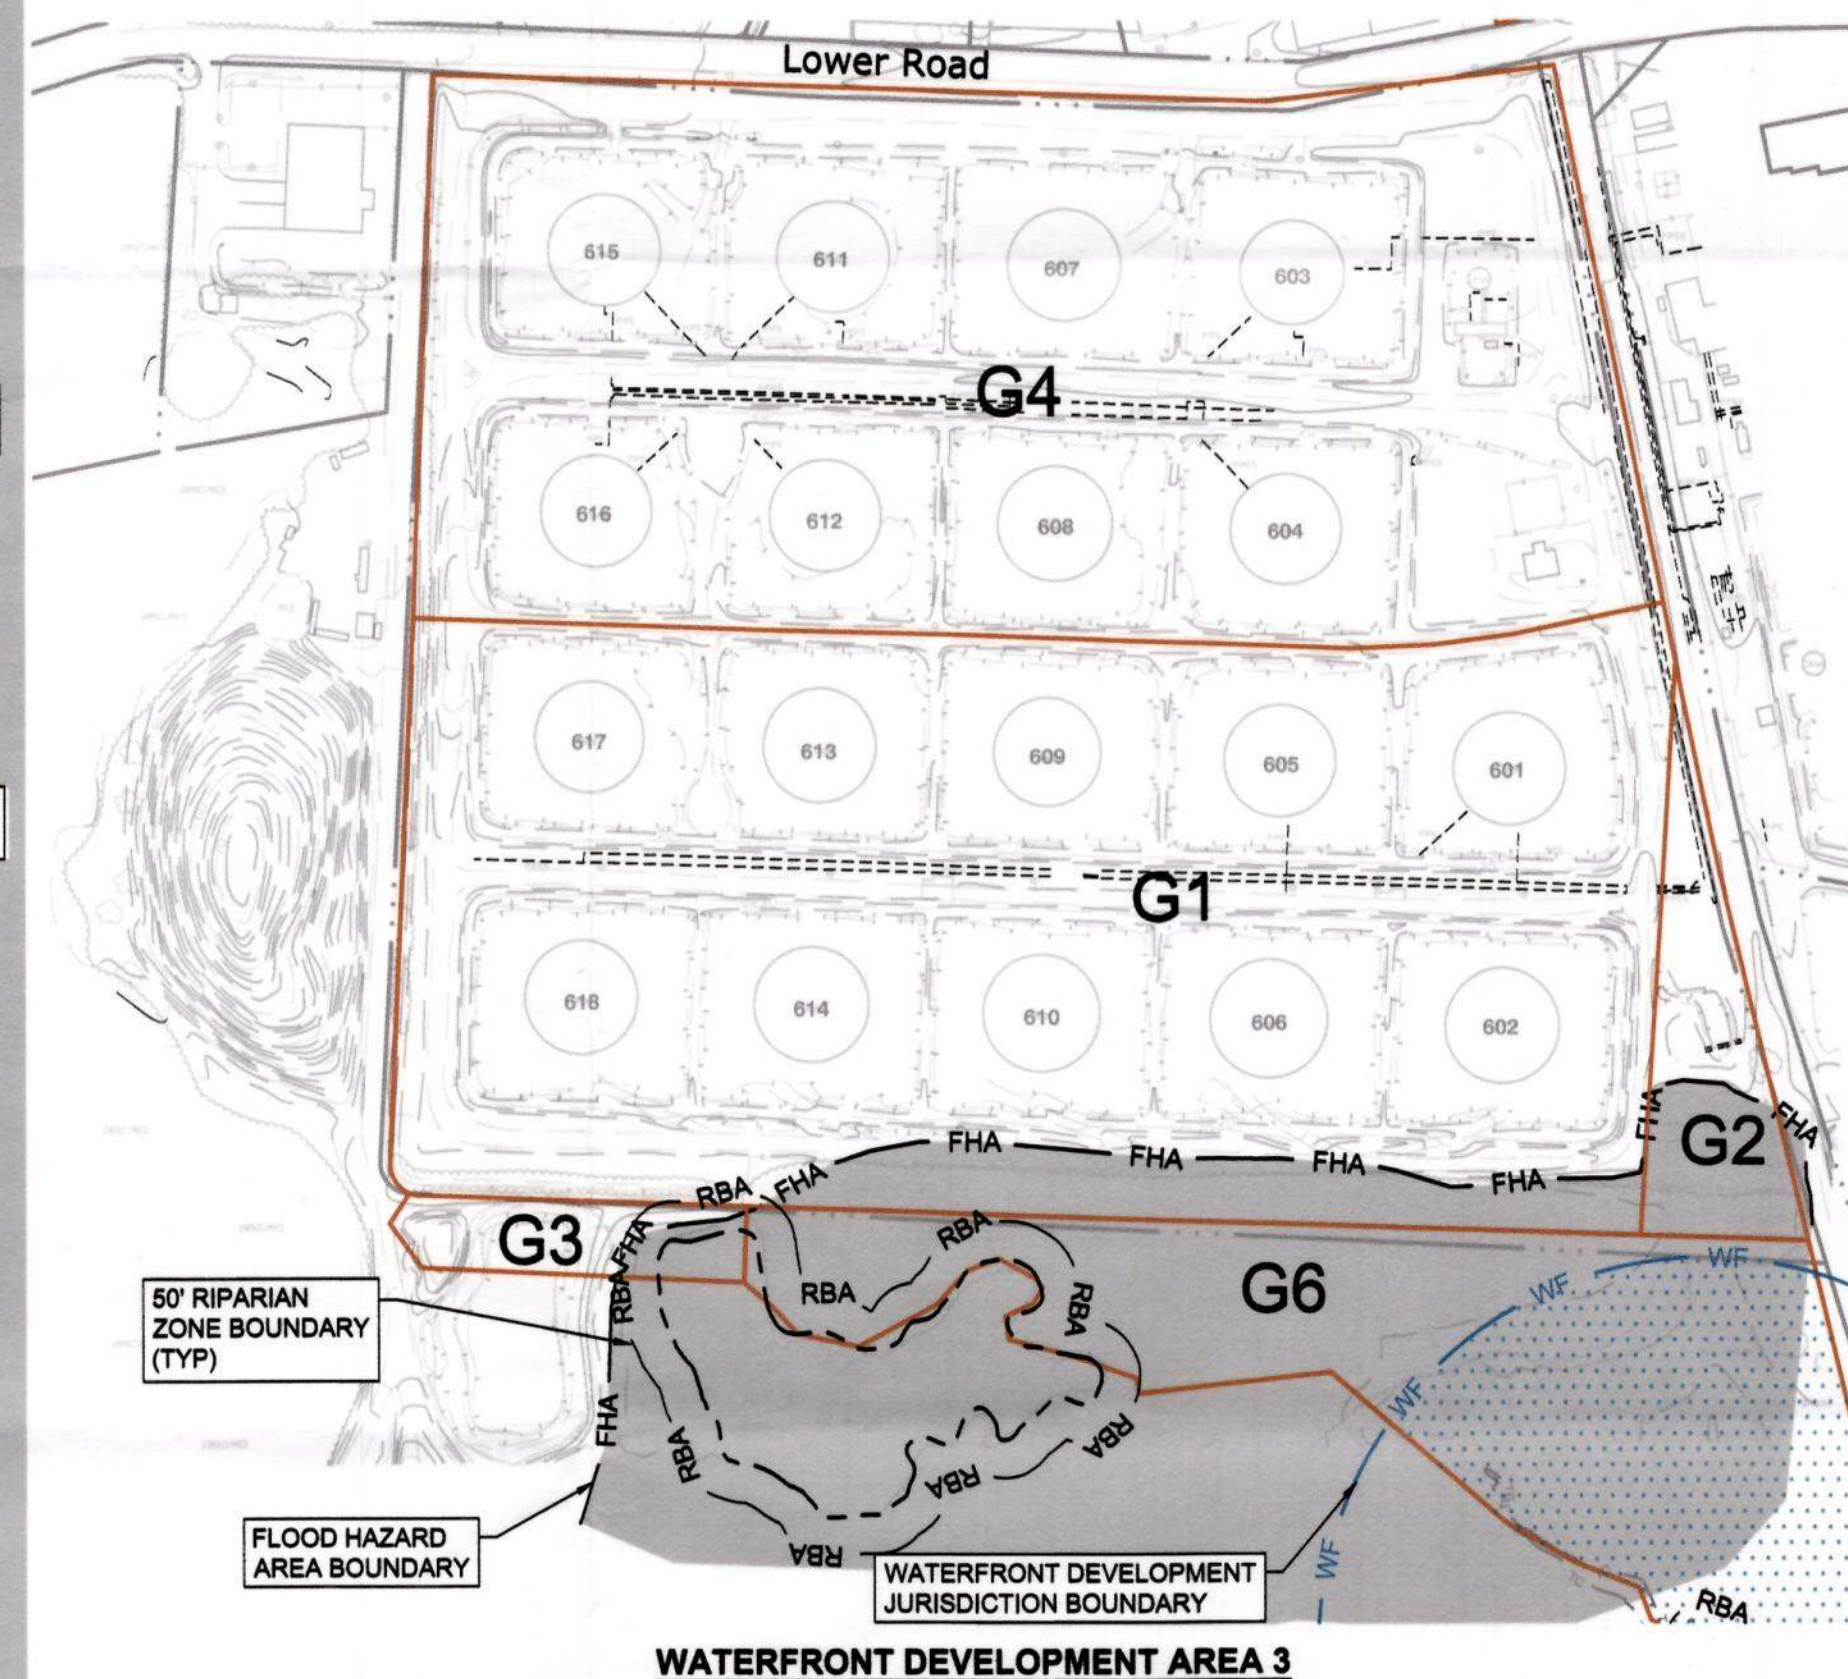 Lower Road
615
611
607
603
G4
616
612
608
604
617
613
609
605
601
G1
618
614
610
606
602
FHA
FHA
FHA
FHA
FHA
FHA
FHA
G2
RBA
FHA
RBA
G3
RBA
RBA
RBA
G6
WF
WF
WF
50' RIPARIAN
ZONE BOUNDARY
(TYP)
FHA
RBA
RBA
RBA
RBA
FLOOD HAZARD
AREA BOUNDARY
WF
WATERFRONT DEVELOPMENT
JURISDICTION BOUNDARY
RBA
WATERFRONT DEVELOPMENT AREA 3